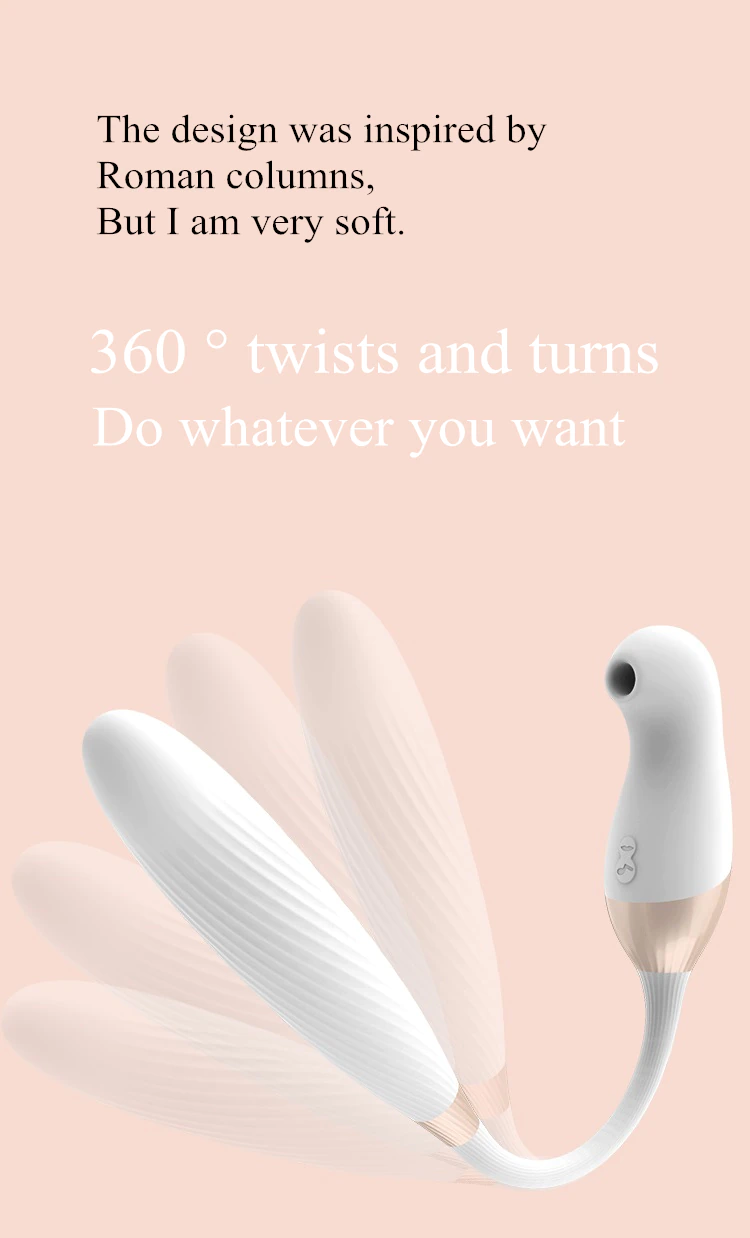 The design was inspired by
Roman columns,
But I am very soft.
360 ° twists and turns
Do whatever you want